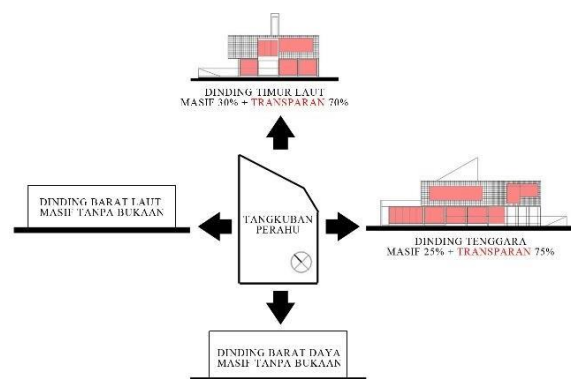 DINDING TIMUR LAUT
MASIF 30% + TRANSPARAN 70%
DINDING BARAT LAUT
MASIF TANPA BUKAAN
TANGKUBAN
PERAHU
DINDING TENGGARA
MASIF 25% + TRANSPARAN 75%
DINDING BARAT DAYA
MASIF TANPA BUKAAN